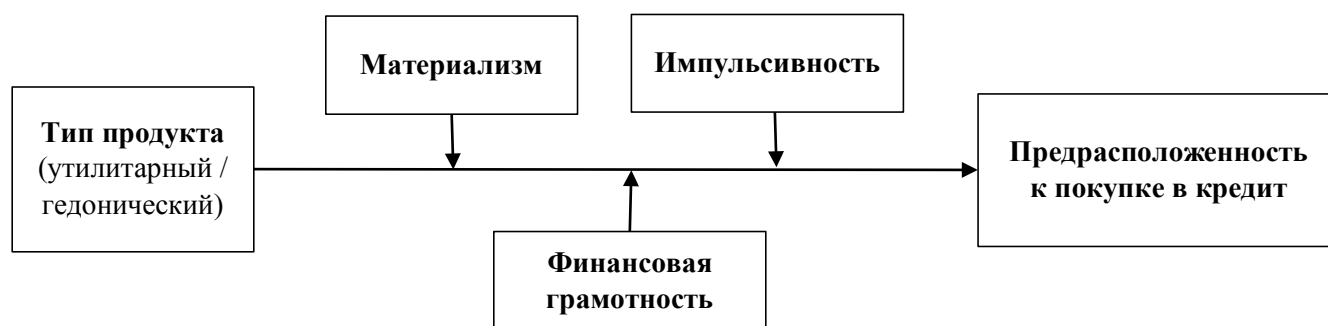 Материализм
Импульсивность
Тип продукта
(утилитарный /
гедонический)
Предрасположенность
к покупке в кредит
Финансовая
грамотность